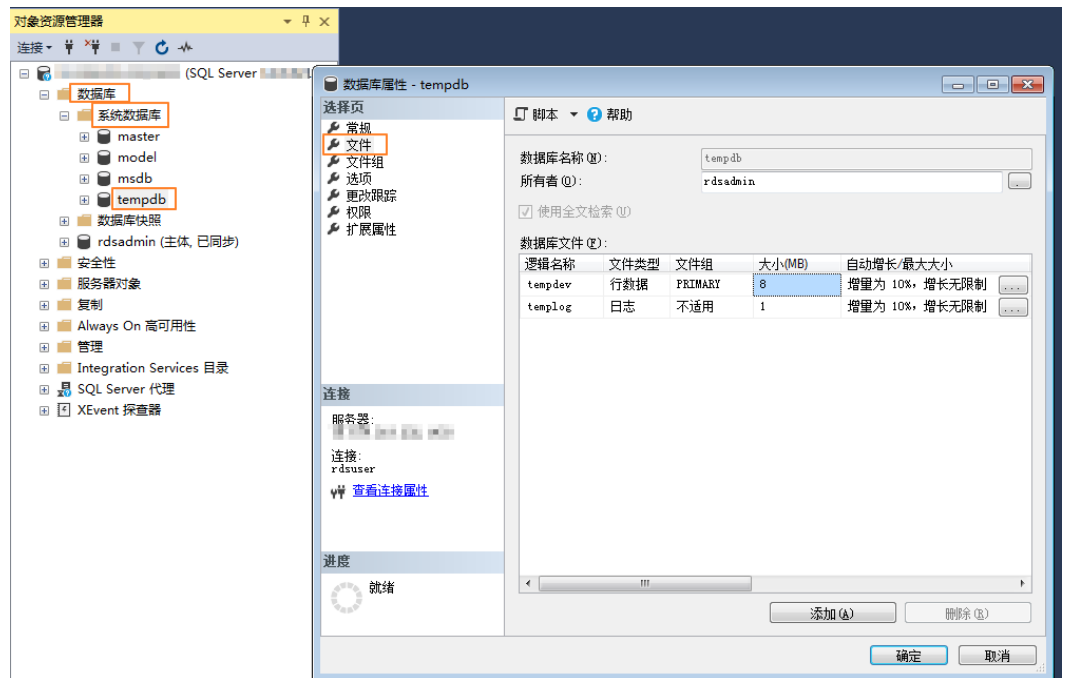 对象资源管理器
连接
(SQL Server
数据库
系统数据库
master
model
msdb
tempdb
数据库快照
rdsadmin (主体, 已同步)
安全性
服务器对象
复制
Always On 高可用性
管理
Integration Services 目录
SQL Server 代理
XEvent 探查器
数据库属性 - tempdb
选择页
常规
文件
文件组
选项
更改跟踪
权限
扩展属性
连接
服务器:
连接:
rdsuser
查看连接属性
进度
就绪
脚本 帮助
数据库名称(N): tempdb
所有者(O): rdsadmin
使用全文检索(U)
数据库文件(F):
逻辑名称 文件类型 文件组 大小(MB) 自动增长/最大大小
tempdev 行数据 PRIMARY 8 增量为 10%，增长无限制 ...
templog 日志 不适用 1 增量为 10%，增长无限制 ...
添加(A) 删除(R)
确定 取消